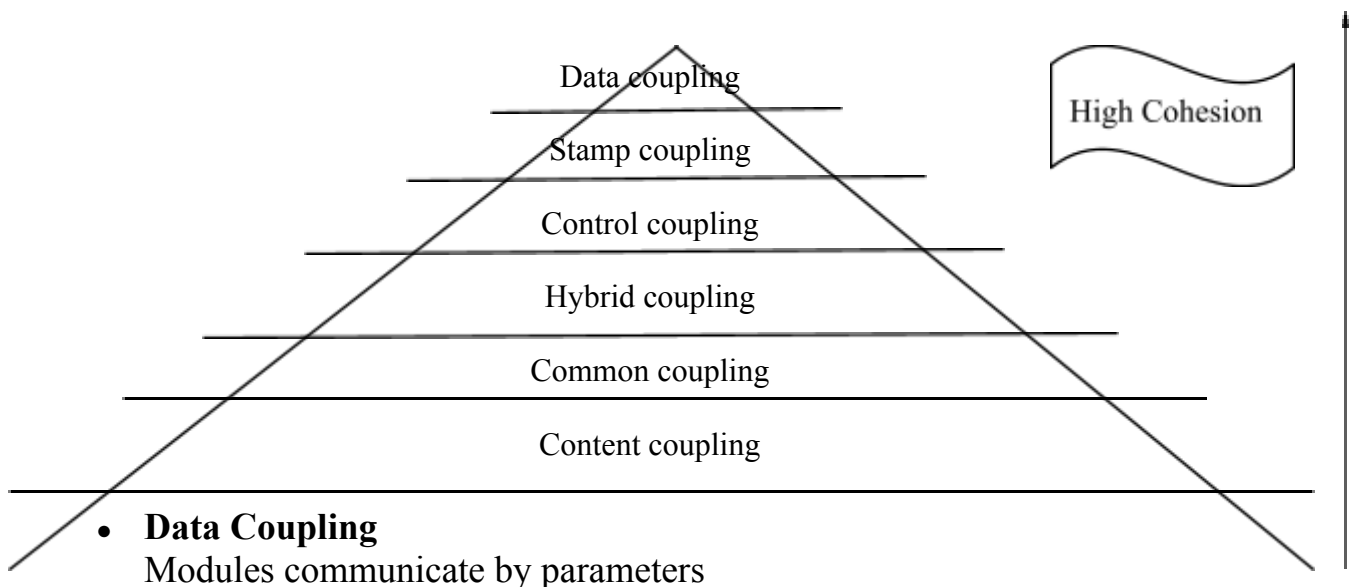 Data coupling
High Cohesion
Stamp coupling
Control coupling
Hybrid coupling
Common coupling
Content coupling
● Data Coupling
Modules communicate by parameters